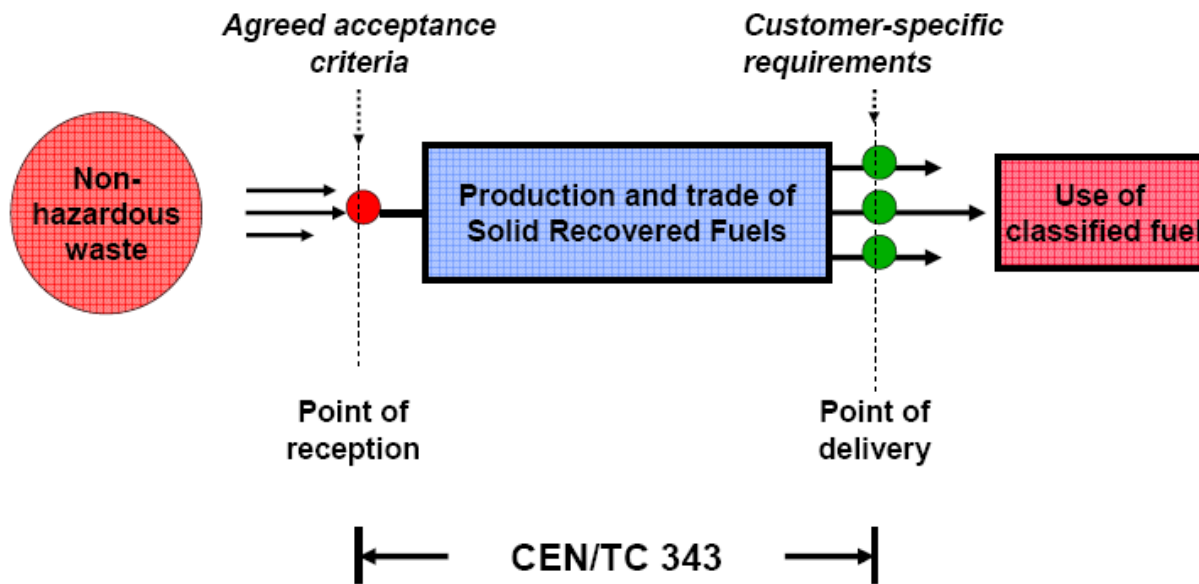 Agreed acceptance
criteria
Customer-specific
requirements
Non-
hazardous
waste
Production and trade of
Solid Recovered Fuels
Use of
classified fuel
Point of
reception
Point of
delivery
CEN/TC 343